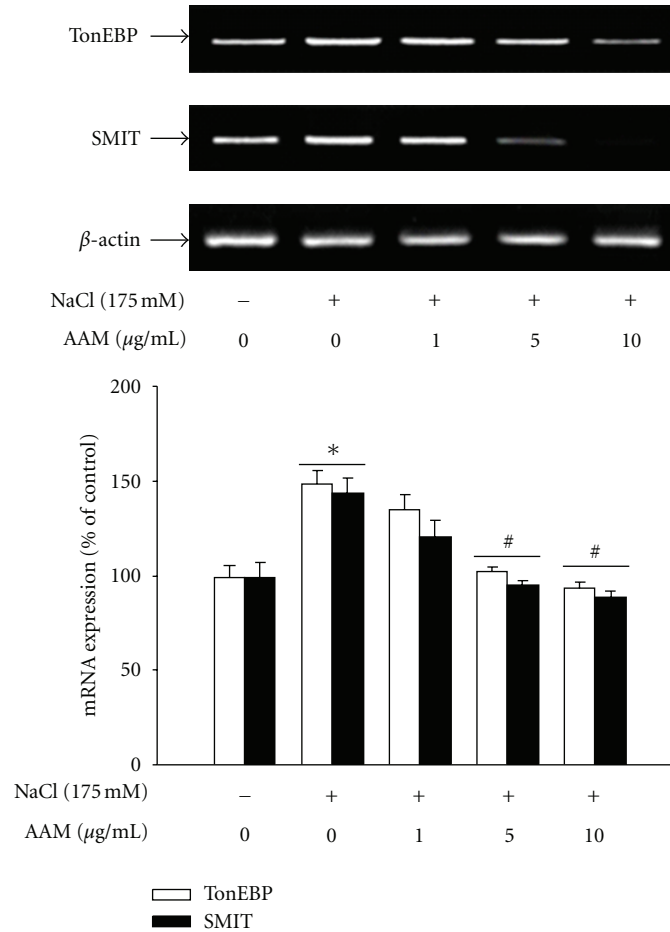 TonEBP
SMIT
β-actin
NaCl (175 mM) − + + + +
AAM (μg/mL) 0 0 1 5 10
200
150
100
50
0
mRNA expression (% of control)
*
#
#
NaCl (175 mM) − + + + +
AAM (μg/mL) 0 0 1 5 10
TonEBP
SMIT